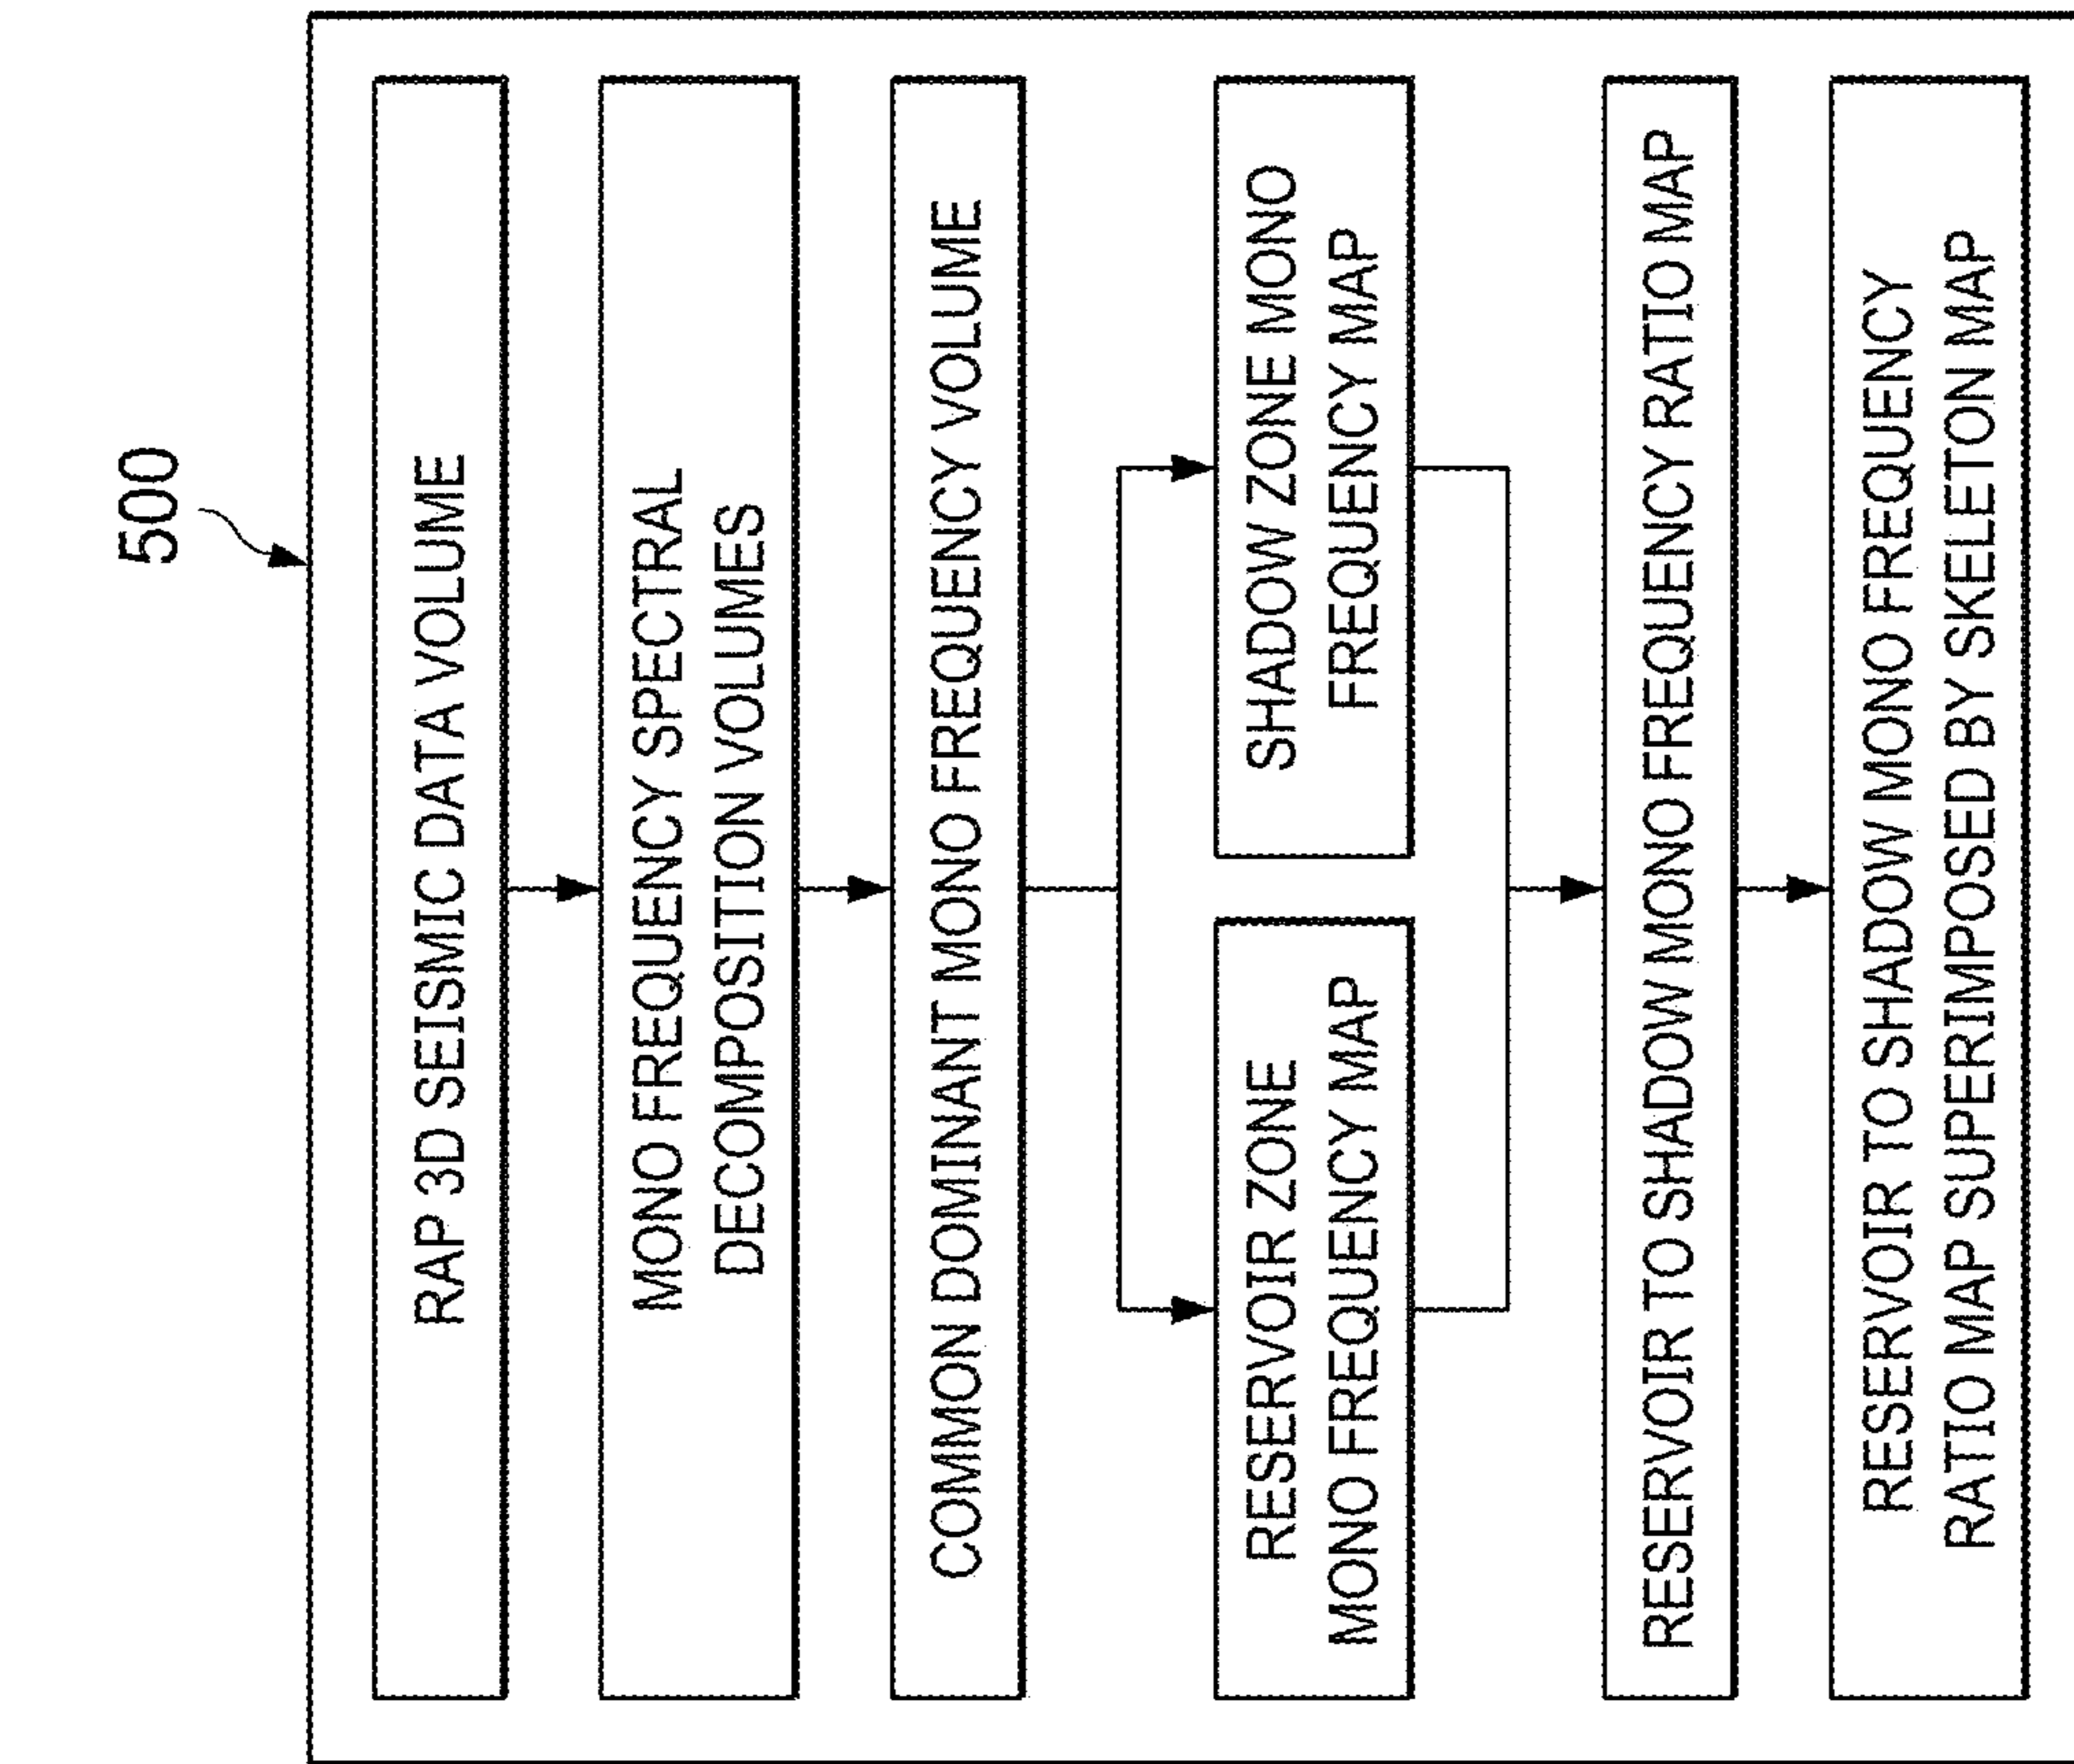 500
RAP 3D SEISMIC DATA VOLUME
MONO FREQUENCY SPECTRAL
DECOMPOSITION VOLUMES
COMMON DOMINANT MONO FREQUENCY VOLUME
RESERVOIR ZONE
MONO FREQUENCY MAP
SHADOW ZONE MONO
FREQUENCY MAP
RESERVOIR TO SHADOW MONO FREQUENCY RATIO MAP
RESERVOIR TO SHADOW MONO FREQUENCY
RATIO MAP SUPERIMPOSED BY SKELETON MAP